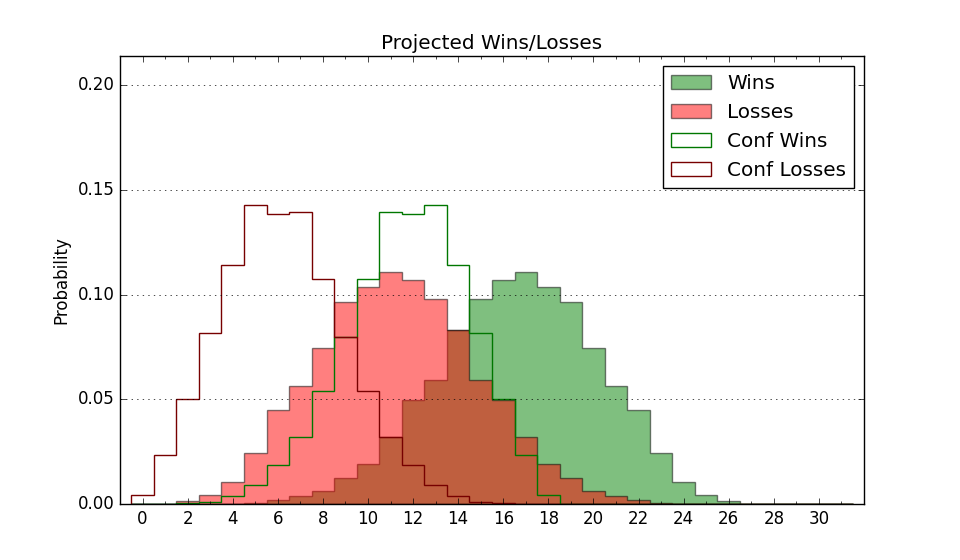 Projected Wins/Losses
Wins
Losses
Conf Wins
Conf Losses
Probability
0.20
0.15
0.10
0.05
0.00
0 2 4 6 8 10 12 14 16 18 20 22 24 26 28 30